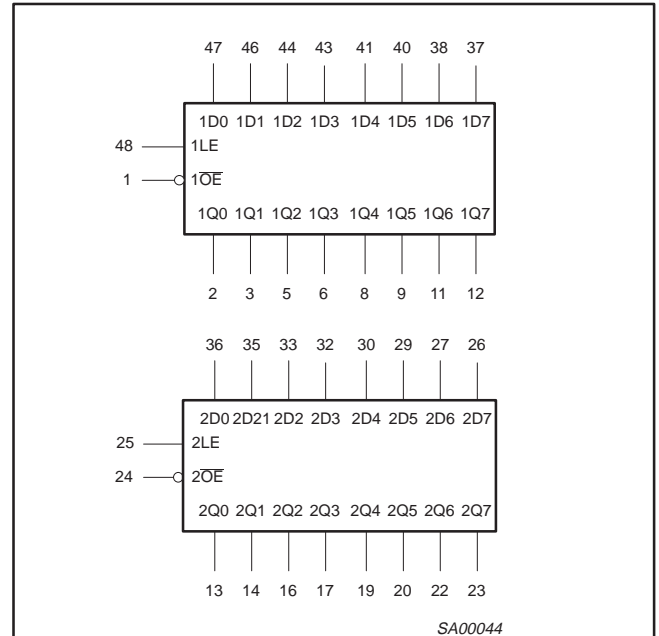 47 46 44 43 41 40 38 37
1D0 1D1 1D2 1D3 1D4 1D5 1D6 1D7
48 1LE
1 1O̅E̅
1Q0 1Q1 1Q2 1Q3 1Q4 1Q5 1Q6 1Q7
2 3 5 6 8 9 11 12
36 35 33 32 30 29 27 26
2D0 2D21 2D2 2D3 2D4 2D5 2D6 2D7
25 2LE
24 2O̅E̅
2Q0 2Q1 2Q2 2Q3 2Q4 2Q5 2Q6 2Q7
13 14 16 17 19 20 22 23
SA00044